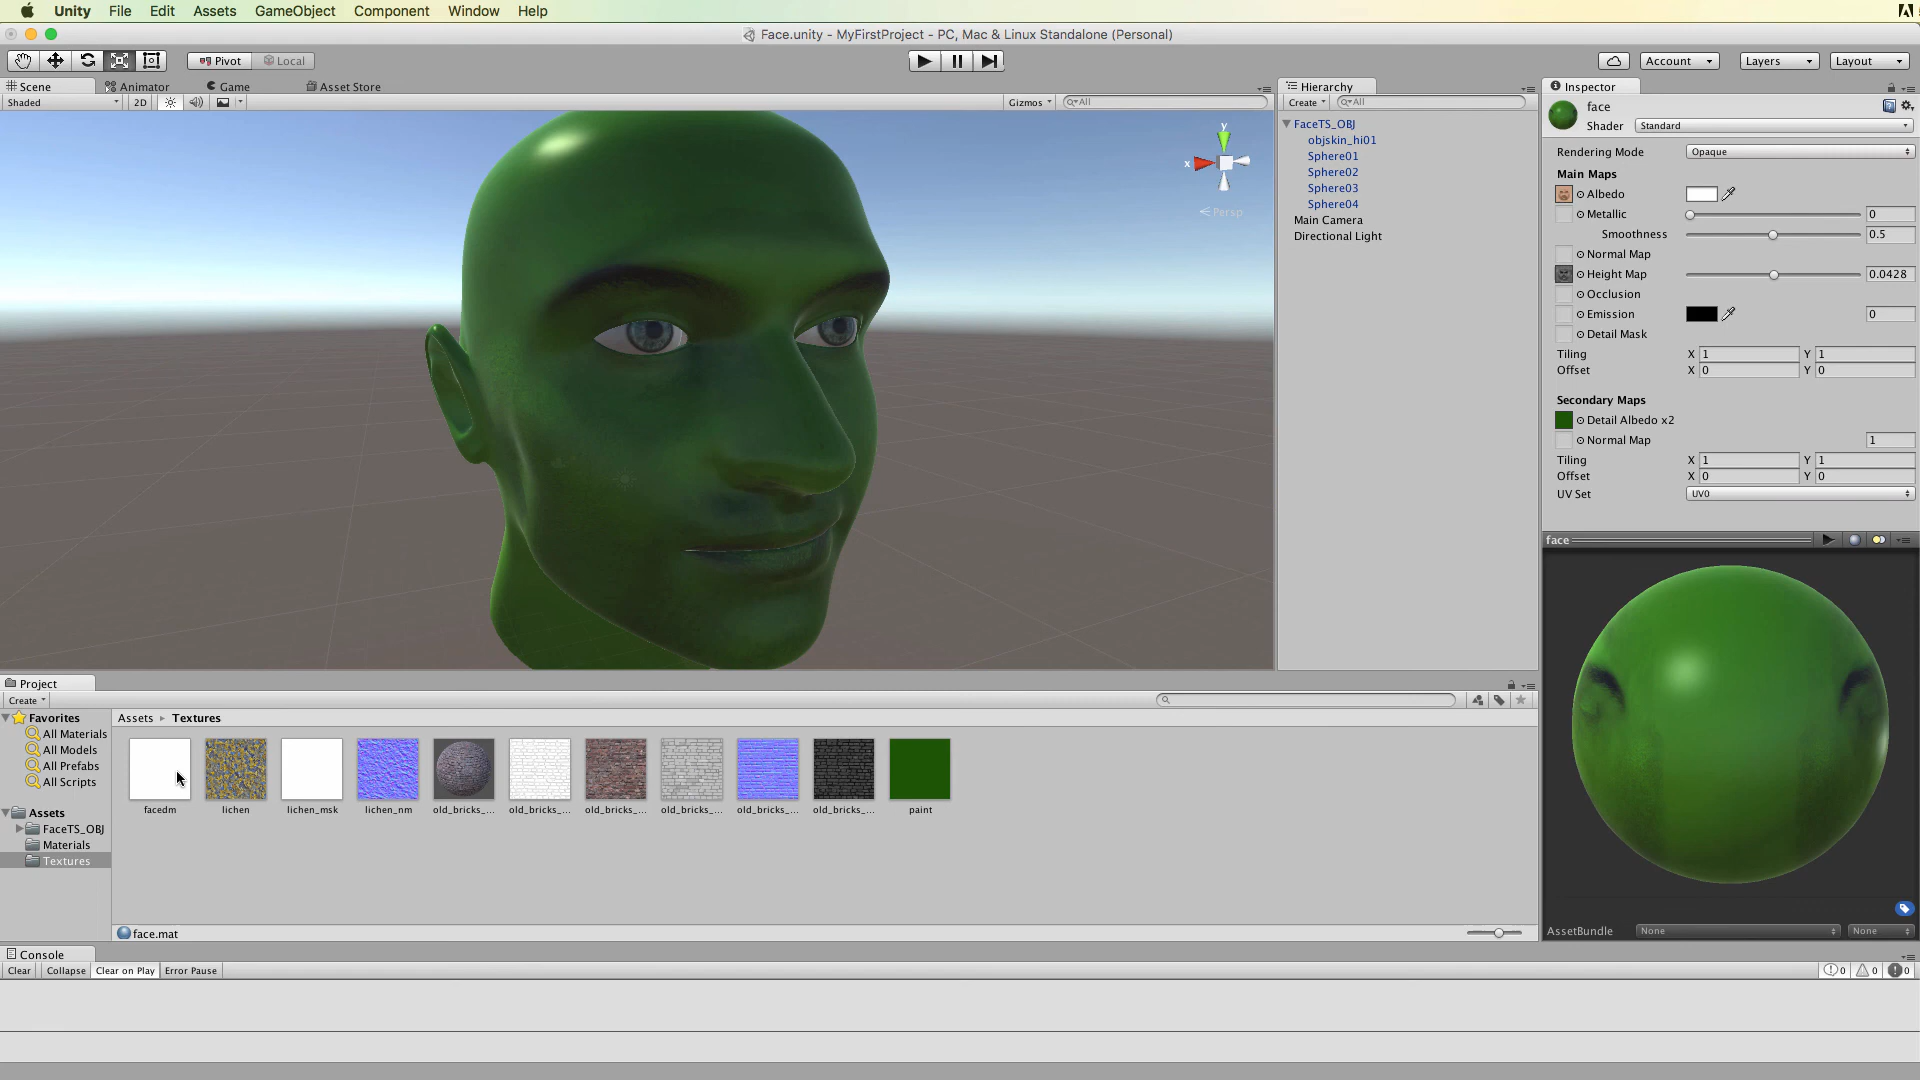 Unity File Edit Assets GameObject Component Window Help
Face.unity - MyFirstProject - PC, Mac & Linux Standalone (Personal)
Pivot Local Account Layers Layout
Scene Animator Game Asset Store
Shaded 2D Gizmos All
y
x
Persp
Hierarchy
Create All
FaceTS_OBJ
objskin_hi01
Sphere01
Sphere02
Sphere03
Sphere04
Main Camera
Directional Light
Inspector
face
Shader Standard
Rendering Mode Opaque
Main Maps
Albedo
Metallic 0
Smoothness 0.5
Normal Map
Height Map 0.0428
Occlusion
Emission 0
Detail Mask
Tiling X 1 Y 1
Offset X 0 Y 0
Secondary Maps
Detail Albedo x2
Normal Map 1
Tiling X 1 Y 1
Offset X 0 Y 0
UV Set UV0
face
AssetBundle None None
Project
Create
Favorites
All Materials
All Models
All Prefabs
All Scripts
Assets
FaceTS_OBJ
Materials
Textures
Assets Textures
facedm lichen lichen_msk lichen_nm old_bricks_... old_bricks_... old_bricks_... old_bricks_... old_bricks_... old_bricks_... paint
face.mat
Console
Clear Collapse Clear on Play Error Pause 0 0 0